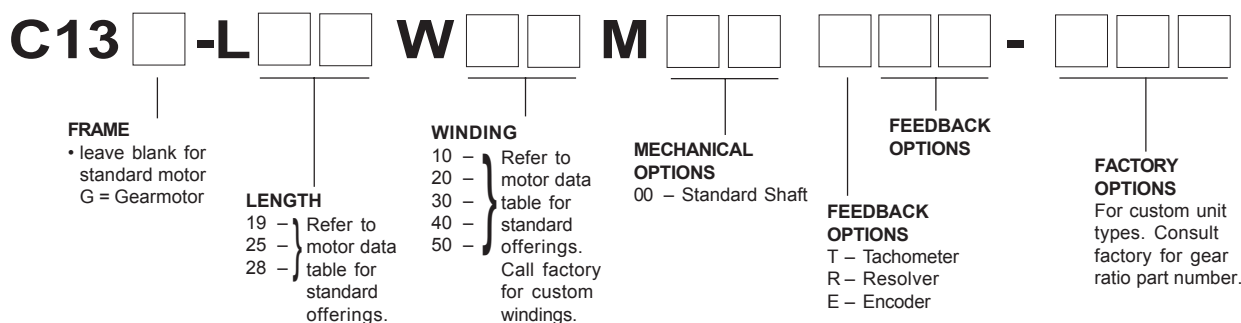 C13 -L W M -
FRAME
• leave blank for
standard motor
G = Gearmotor
LENGTH
19 –
25 –
28 –
Refer to
motor data
table for
standard
offerings.
WINDING
10 –
20 –
30 –
40 –
50 –
Refer to
motor data
table for
standard
offerings.
Call factory
for custom
windings.
MECHANICAL
OPTIONS
00 – Standard Shaft
FEEDBACK
OPTIONS
T – Tachometer
R – Resolver
E – Encoder
FEEDBACK
OPTIONS
FACTORY
OPTIONS
For custom unit
types. Consult
factory for gear
ratio part number.